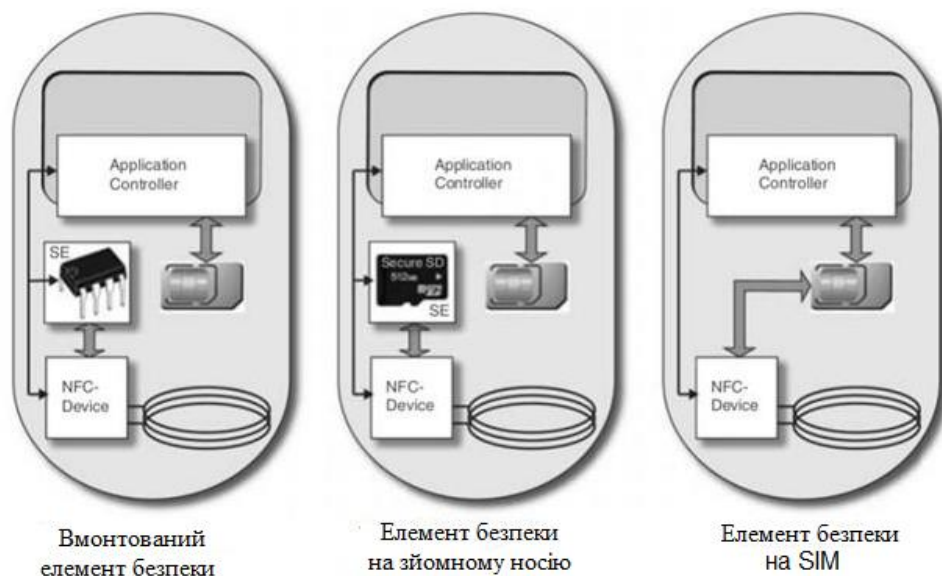 Application
Controller
SE
NFC-
Device
Вмонтований
елемент безпеки
Application
Controller
Secure SD
512MB
SE
NFC-
Device
Елемент безпеки
на зйомному носію
Application
Controller
NFC-
Device
Елемент безпеки
на SIM